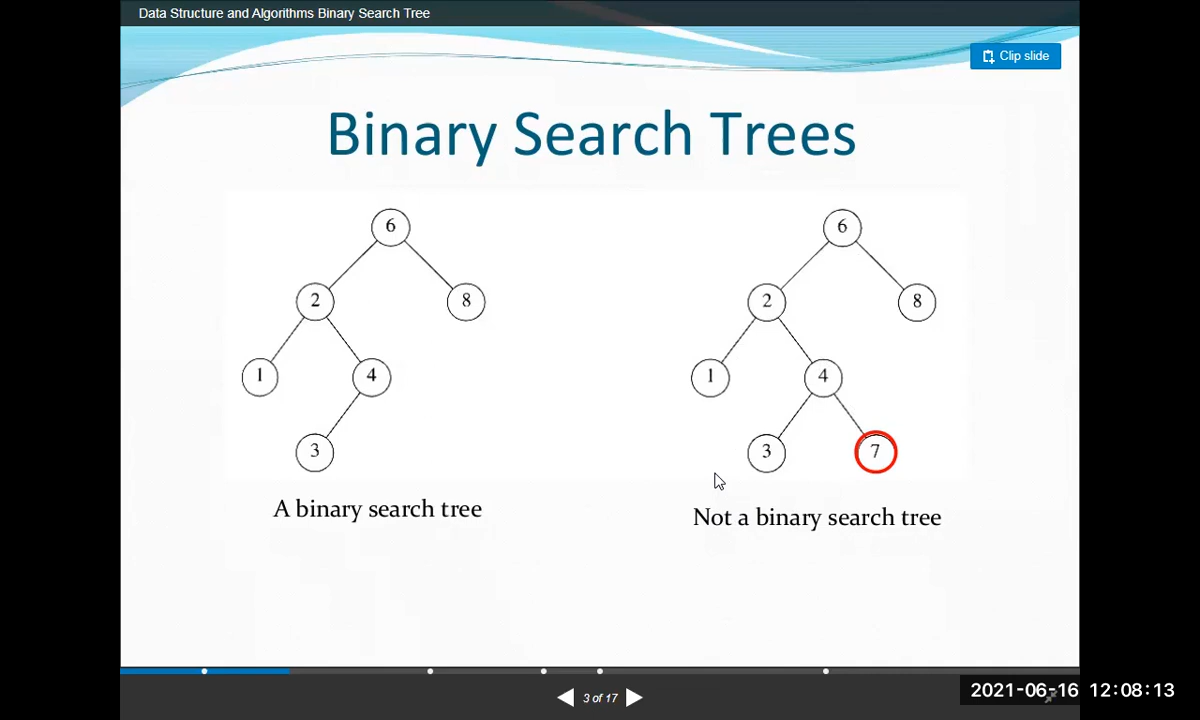 Data Structure and Algorithms Binary Search Tree
Clip slide
Binary Search Trees
6
2
8
1
4
3
A binary search tree
6
2
8
1
4
3
7
Not a binary search tree
3 of 17
2021-06-16 12:08:13